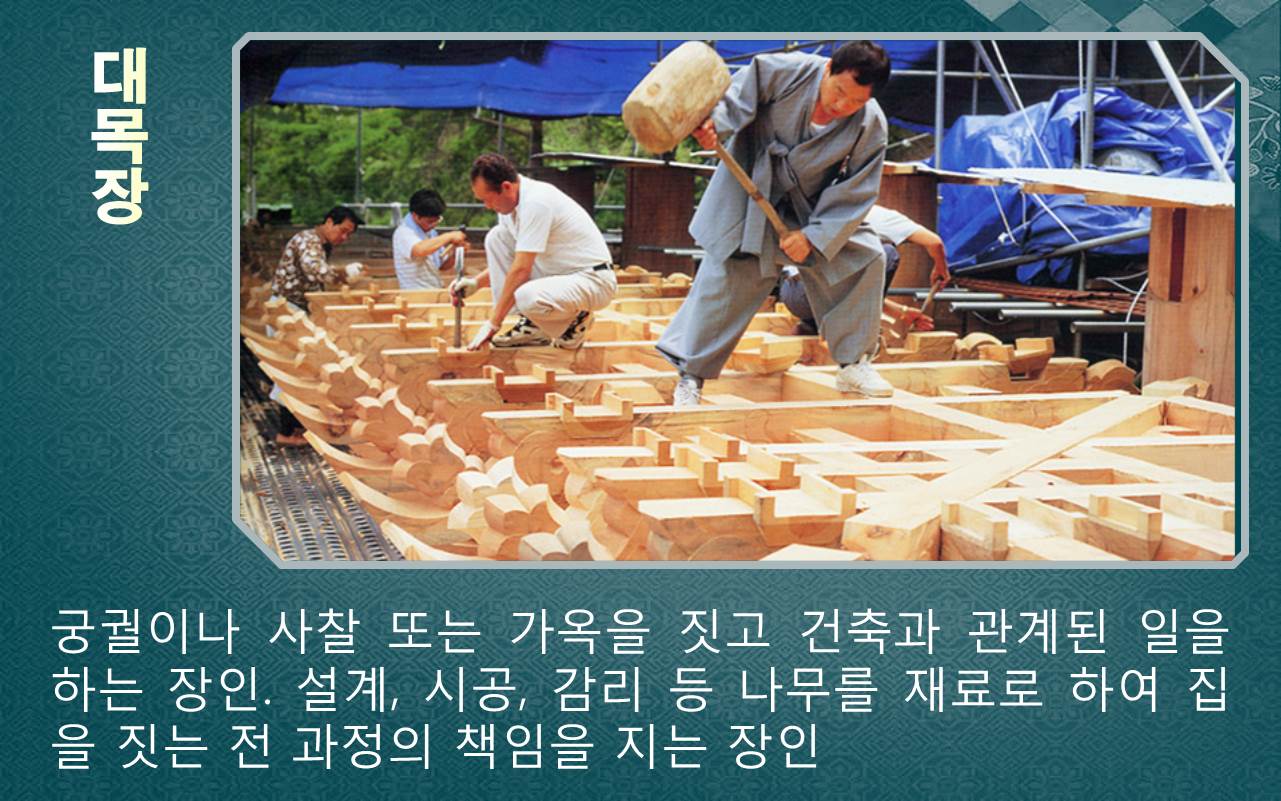 대목장
궁궐이나 사찰 또는 가옥을 짓고 건축과 관계된 일을
하는 장인. 설계, 시공, 감리 등 나무를 재료로 하여 집
을 짓는 전 과정의 책임을 지는 장인